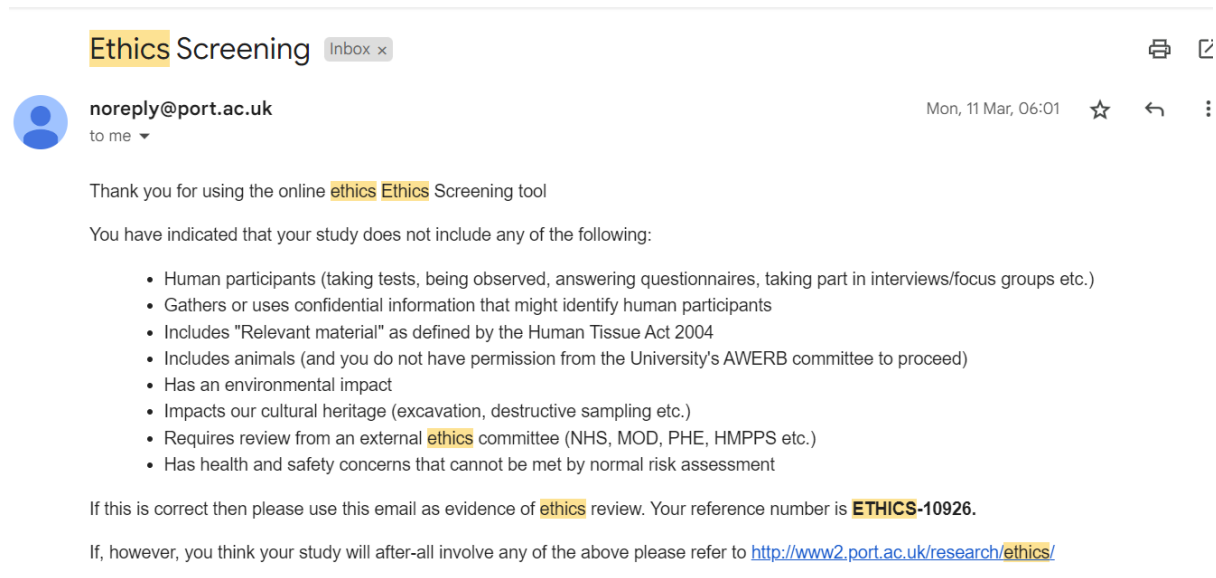 Ethics Screening Inbox ×
noreply@port.ac.uk Mon, 11 Mar, 06:01
to me
Thank you for using the online ethics Ethics Screening tool
You have indicated that your study does not include any of the following:
• Human participants (taking tests, being observed, answering questionnaires, taking part in interviews/focus groups etc.)
• Gathers or uses confidential information that might identify human participants
• Includes "Relevant material" as defined by the Human Tissue Act 2004
• Includes animals (and you do not have permission from the University's AWERB committee to proceed)
• Has an environmental impact
• Impacts our cultural heritage (excavation, destructive sampling etc.)
• Requires review from an external ethics committee (NHS, MOD, PHE, HMPPS etc.)
• Has health and safety concerns that cannot be met by normal risk assessment
If this is correct then please use this email as evidence of ethics review. Your reference number is ETHICS-10926.
If, however, you think your study will after-all involve any of the above please refer to http://www2.port.ac.uk/research/ethics/